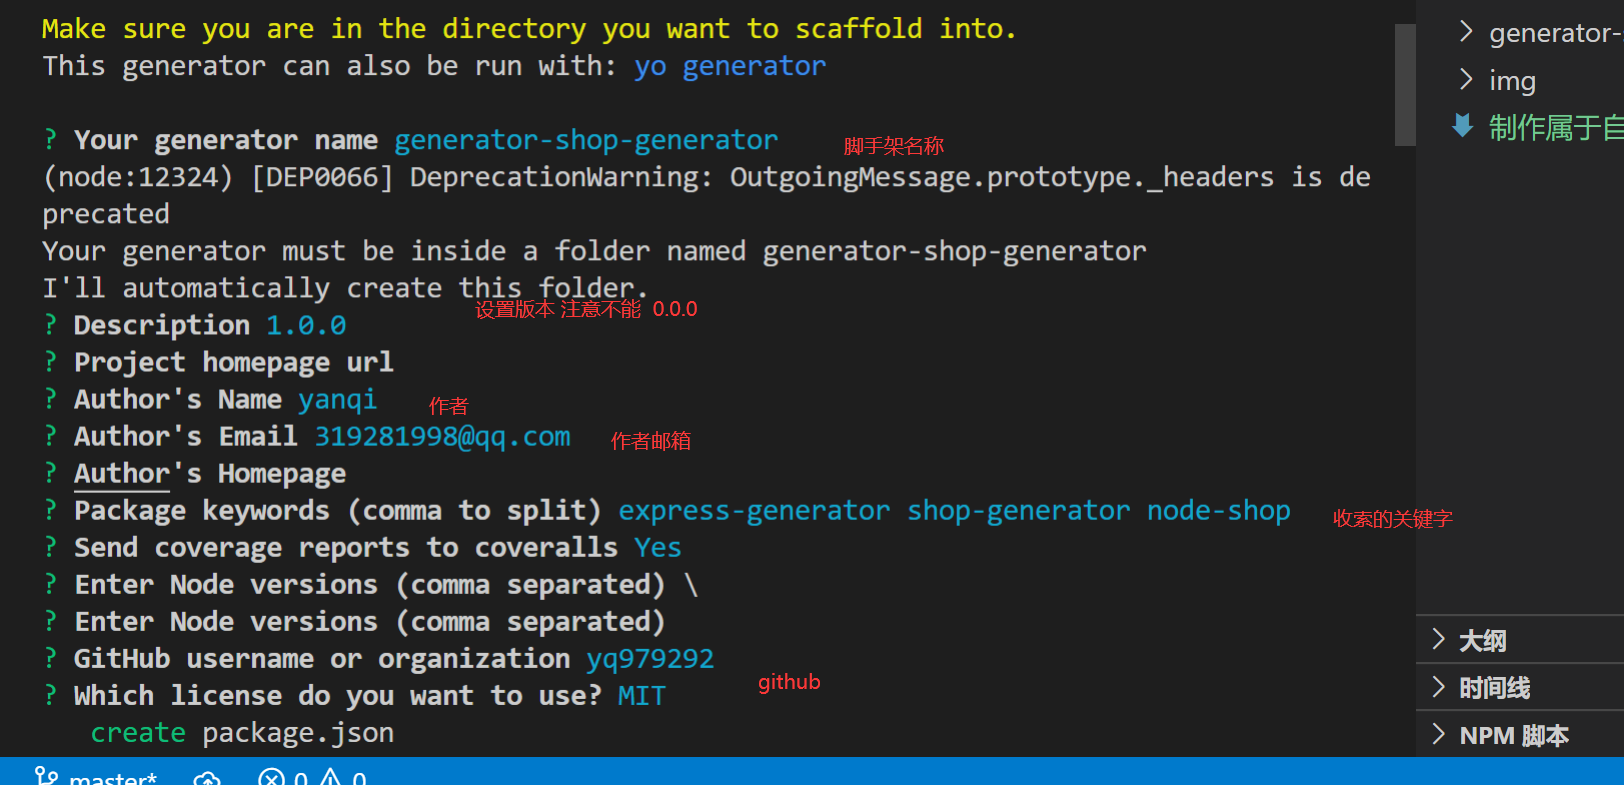 Make sure you are in the directory you want to scaffold into.
This generator can also be run with: yo generator
? Your generator name generator-shop-generator 脚手架名称
(node:12324) [DEP0066] DeprecationWarning: OutgoingMessage.prototype._headers is de
precated
Your generator must be inside a folder named generator-shop-generator
I'll automatically create this folder.
设置版本 注意不能 0.0.0
? Description 1.0.0
? Project homepage url
? Author's Name yanqi 作者
? Author's Email 319281998@qq.com 作者邮箱
? Author's Homepage
? Package keywords (comma to split) express-generator shop-generator node-shop 收索的关键字
? Send coverage reports to coveralls Yes
? Enter Node versions (comma separated) \
? Enter Node versions (comma separated)
? GitHub username or organization yq979292
github
? Which license do you want to use? MIT
create package.json
generator-
img
制作属于自
大纲
时间线
NPM 脚本
master* 0 0